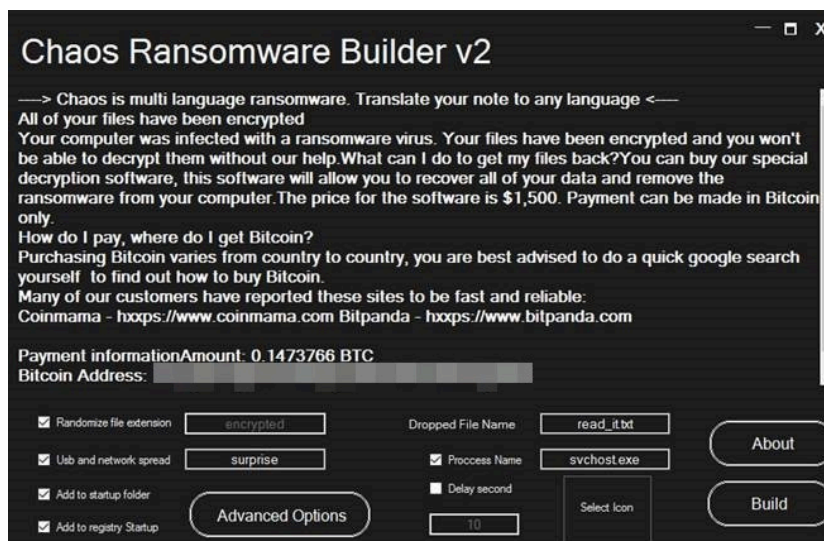 Chaos Ransomware Builder v2
----> Chaos is multi language ransomware. Translate your note to any language <----
All of your files have been encrypted
Your computer was infected with a ransomware virus. Your files have been encrypted and you won't
be able to decrypt them without our help.What can I do to get my files back?You can buy our special
decryption software, this software will allow you to recover all of your data and remove the
ransomware from your computer.The price for the software is $1,500. Payment can be made in Bitcoin
only.
How do I pay, where do I get Bitcoin?
Purchasing Bitcoin varies from country to country, you are best advised to do a quick google search
yourself to find out how to buy Bitcoin.
Many of our customers have reported these sites to be fast and reliable:
Coinmama - hxxps://www.coinmama.com Bitpanda - hxxps://www.bitpanda.com
Payment informationAmount: 0.1473766 BTC
Bitcoin Address:
Randomize file extension encrypted Dropped File Name read_it.txt
About
Usb and network spread surprise Proccess Name svchost.exe
Add to startup folder Delay second
Advanced Options Select Icon Build
Add to registry Startup 10